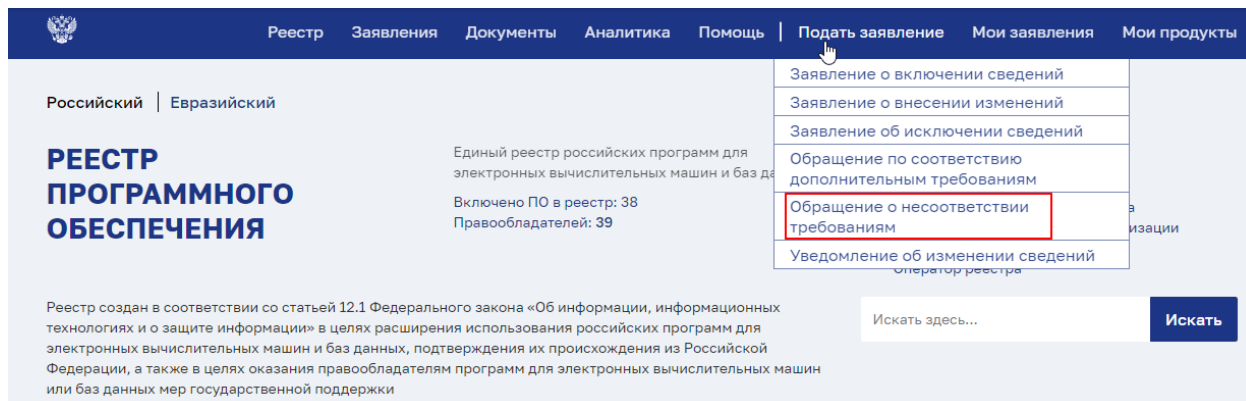 Реестр Заявления Документы Аналитика Помощь | Подать заявление Мои заявления Мои продукты
Заявление о включении сведений
Заявление о внесении изменений
Заявление об исключении сведений
Обращение по соответствию
дополнительным требованиям
Обращение о несоответствии
требованиям
Уведомление об изменении сведений
Российский | Евразийский
РЕЕСТР
ПРОГРАММНОГО
ОБЕСПЕЧЕНИЯ
Единый реестр российских программ для
электронных вычислительных машин и баз
Включено ПО в реестр: 38
Правообладателей: 39
Оператор реестра
Реестр создан в соответствии со статьей 12.1 Федерального закона «Об информации, информационных
технологиях и о защите информации» в целях расширения использования российских программ для
электронных вычислительных машин и баз данных, подтверждения их происхождения из Российской
Федерации, а также в целях оказания правообладателям программ для электронных вычислительных машин
или баз данных мер государственной поддержки
Искать здесь...
Искать